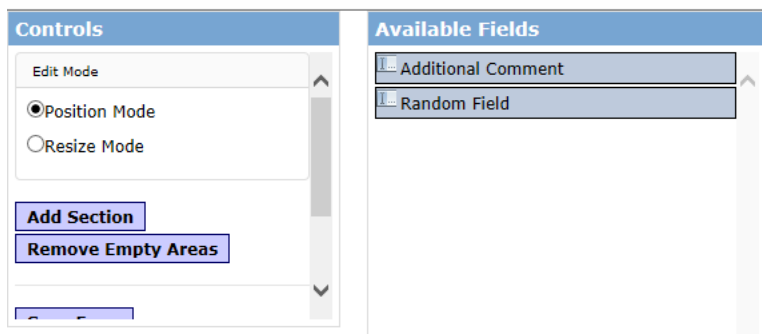 Controls
Edit Mode
Position Mode
Resize Mode
Add Section
Remove Empty Areas
Available Fields
Additional Comment
Random Field